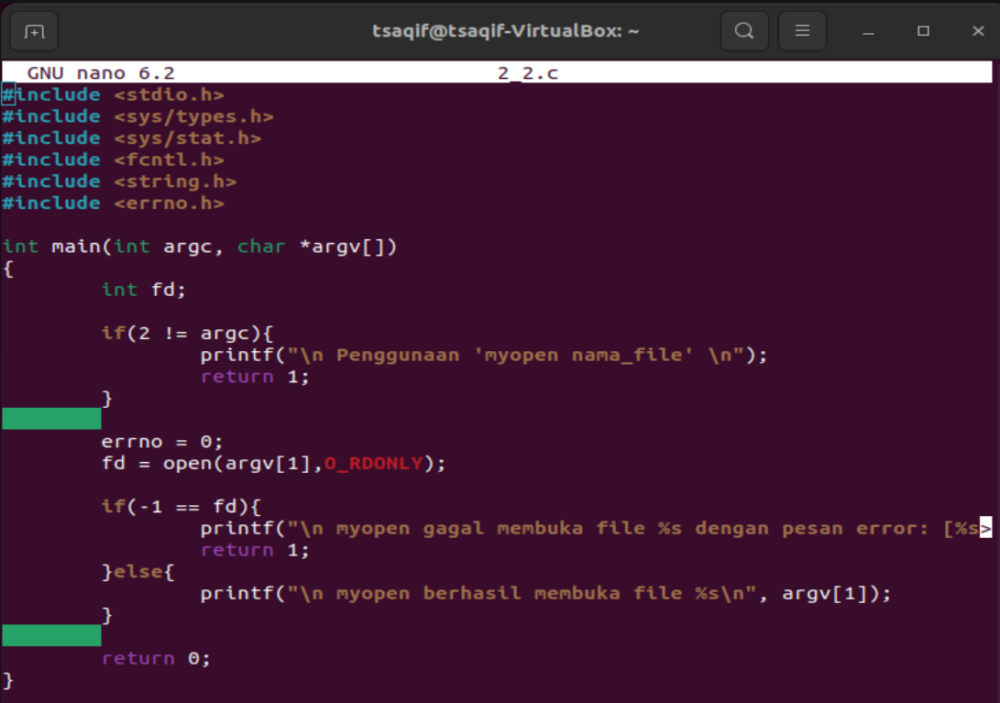 tsaqif@tsaqif-VirtualBox: ~
GNU nano 6.2 2_2.c
#include <stdio.h>
#include <sys/types.h>
#include <sys/stat.h>
#include <fcntl.h>
#include <string.h>
#include <errno.h>
int main(int argc, char *argv[])
{
        int fd;
        if(2 != argc){
                printf("\n Penggunaan 'myopen nama_file' \n");
                return 1;
        }
        errno = 0;
        fd = open(argv[1],O_RDONLY);
        if(-1 == fd){
                printf("\n myopen gagal membuka file %s dengan pesan error: [%s>
                return 1;
        }else{
                printf("\n myopen berhasil membuka file %s\n", argv[1]);
        }
        return 0;
}